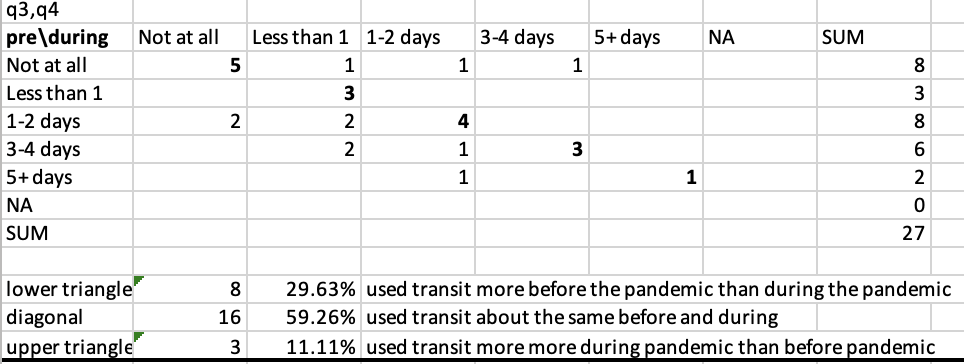 q3,q4
pre\during Not at all Less than 1 1-2 days 3-4 days 5+ days NA SUM
Not at all 5 1 1 1 8
Less than 1 3 3
1-2 days 2 2 4 8
3-4 days 2 1 3 6
5+ days 1 1 2
NA 0
SUM 27
lower triangle 8 29.63% used transit more before the pandemic than during the pandemic
diagonal 16 59.26% used transit about the same before and during
upper triangle 3 11.11% used transit more more during pandemic than before pandemic